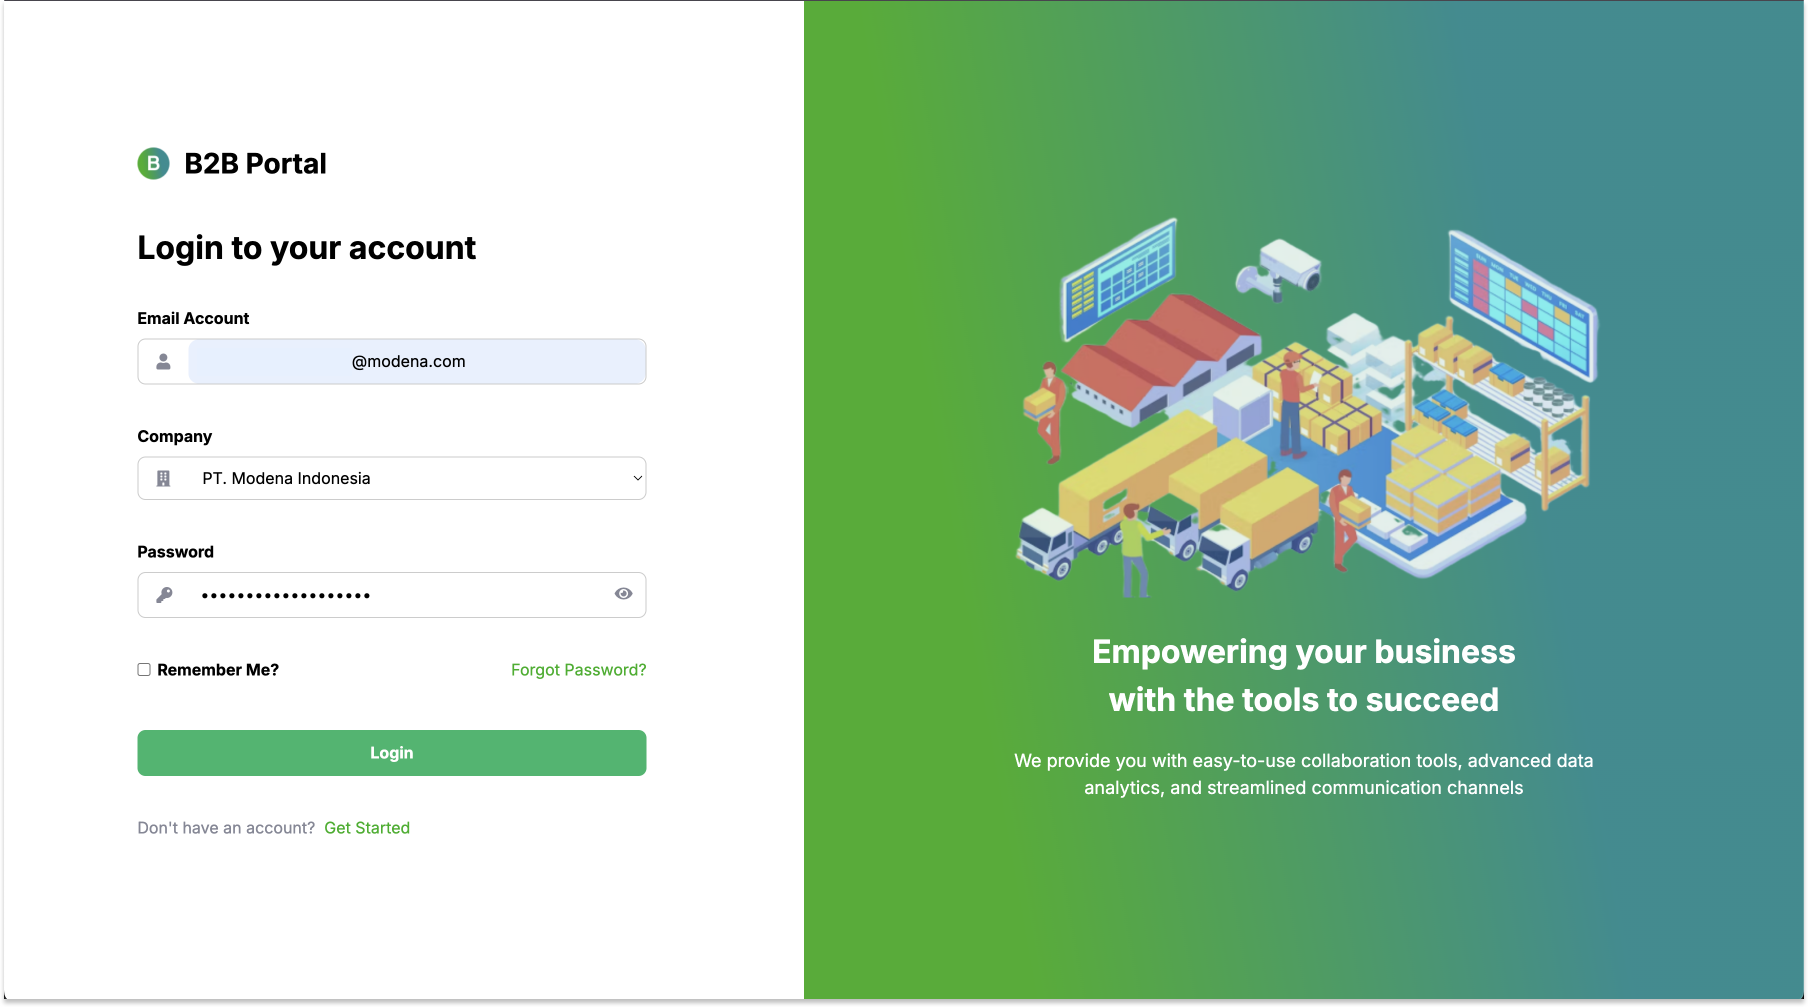 B B2B Portal
Login to your account
Email Account
@modena.com
Company
PT. Modena Indonesia
Password
•••••••••••••••••••
Remember Me?
Forgot Password?
Login
Don't have an account? Get Started
Empowering your business
with the tools to succeed
We provide you with easy-to-use collaboration tools, advanced data
analytics, and streamlined communication channels